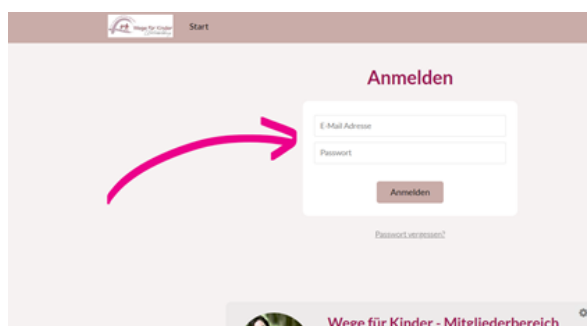 Wege für Kinder
Start
Anmelden
E-Mail Adresse
Passwort
Anmelden
Passwort vergessen?
Wege für Kinder - Mitgliederbereich